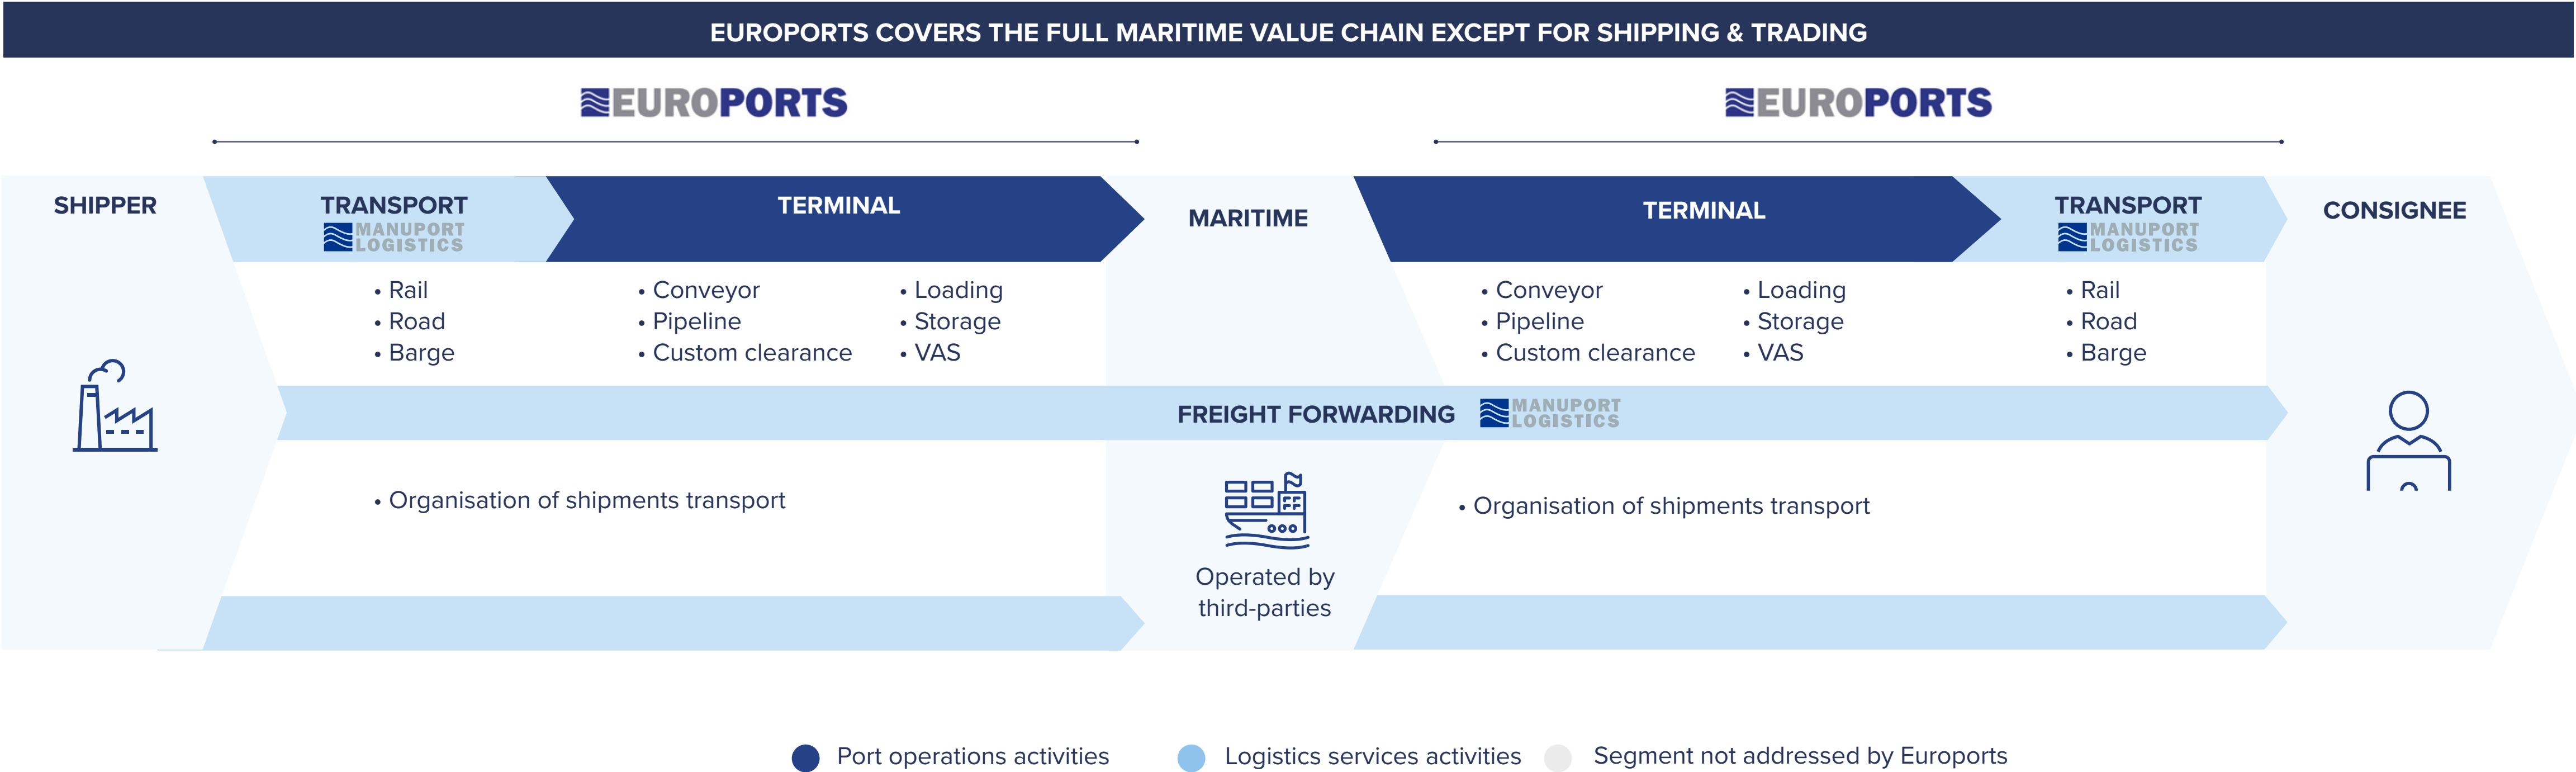 EUROPORTS COVERS THE FULL MARITIME VALUE CHAIN EXCEPT FOR SHIPPING & TRADING
EUROPORTS
EUROPORTS
SHIPPER
TRANSPORT
MANUPORT
LOGISTICS
TERMINAL
MARITIME
TERMINAL
TRANSPORT
MANUPORT
LOGISTICS
CONSIGNEE
• Rail
• Road
• Barge
• Conveyor
• Pipeline
• Custom clearance
• Loading
• Storage
• VAS
• Conveyor
• Pipeline
• Custom clearance
• Loading
• Storage
• VAS
• Rail
• Road
• Barge
FREIGHT FORWARDING
MANUPORT
LOGISTICS
• Organisation of shipments transport
Operated by
third-parties
• Organisation of shipments transport
Port operations activities
Logistics services activities
Segment not addressed by Euroports